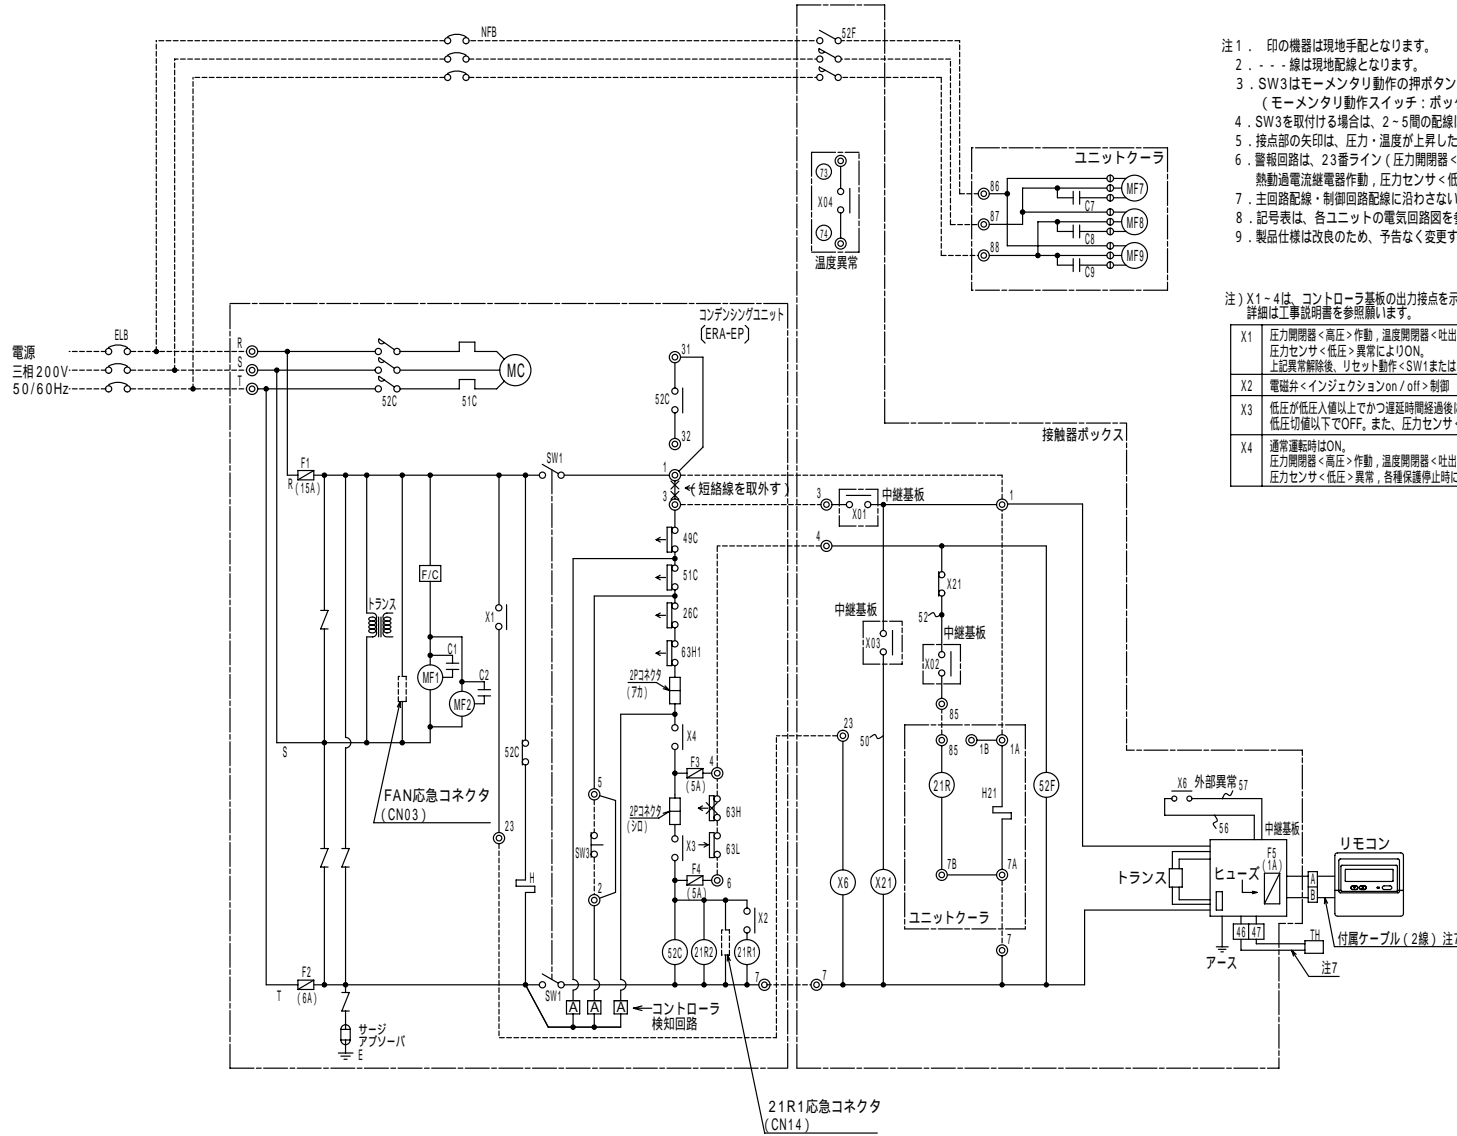 NFB
52F
注1． 印の機器は現地手配となります。
2．- - - 線は現地配線となります。
3．SW3はモーメンタリ動作の押ボタン
（モーメンタリ動作スイッチ：ボッ
4．SW3を取付ける場合は、2~5間の配線
5．接点部の矢印は、圧力・温度が上昇した
6．警報回路は、23番ライン（圧力開閉器<
熱動過電流継電器作動，圧力センサ<低
7．主回路配線・制御回路配線に沿わさない
8．記号表は、各ユニットの電気回路図を
9．製品仕様は改良のため、予告なく変更す
ユニットクーラ
86
87
88
C7
C8
C9
MF7
MF8
MF9
73
X04
74
温度異常
注）X1~4は、コントローラ基板の出力接点を示
詳細は工事説明書を参照願います。
X1 圧力開閉器<高圧>作動，温度開閉器<吐出
圧力センサ<低圧>異常によりON。
上記異常解除後、リセット動作<SW1または
X2 電磁弁<インジェクションon/off>制御
X3 低圧が低圧入値以上でかつ遅延時間経過後
低圧切値以下でOFF。また、圧力センサ<
X4 通常運転時はON。
圧力開閉器<高圧>作動，温度開閉器<吐出
圧力センサ<低圧>異常，各種保護停止時に
コンデンシングユニット
(ERA-EP)
ELB
電源
三相200V
50/60Hz
R
S
T
52C
51C
MC
31
52C
32
接触器ボックス
F1
R (15A)
SW1
1
3
（短絡線を取外す）
3
中継基板
X01
1
4
49C
51C
26C
63H1
F/C
トランス
X1
C1
C2
MF1
MF2
2Pコネクタ
(アカ)
X4
F3
(5A)
4
2Pコネクタ
(シロ)
63H
X3
63L
F4
(5A)
6
X2
中継基板
X03
X21
52
中継基板
X02
85
50
23
85
1B
1A
21R
H21
52F
7B
7A
ユニットクーラ
X6
X21
7
S
FAN応急コネクタ
(CN03)
52C
23
5
SW3
2
H
52C
21R2
21R1
F2
T (6A)
SW1
7
7
A
A
A
コントローラ
検知回路
サージ
アブソーバ
E
21R1応急コネクタ
(CN14)
X6 外部異常 57
56
中継基板
トランス
ヒューズ
F5
(1A)
A
B
リモコン
46 47
TH
アース
注7
付属ケーブル（2線）注7